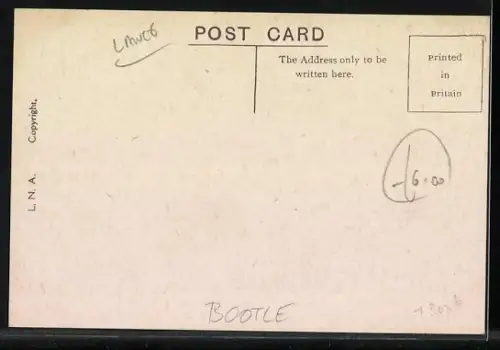 LANCS
POST CARD
The Address only to be
written here.
Printed
in
Britain
L. N. A. Copyright.
6.00
BOOTLE